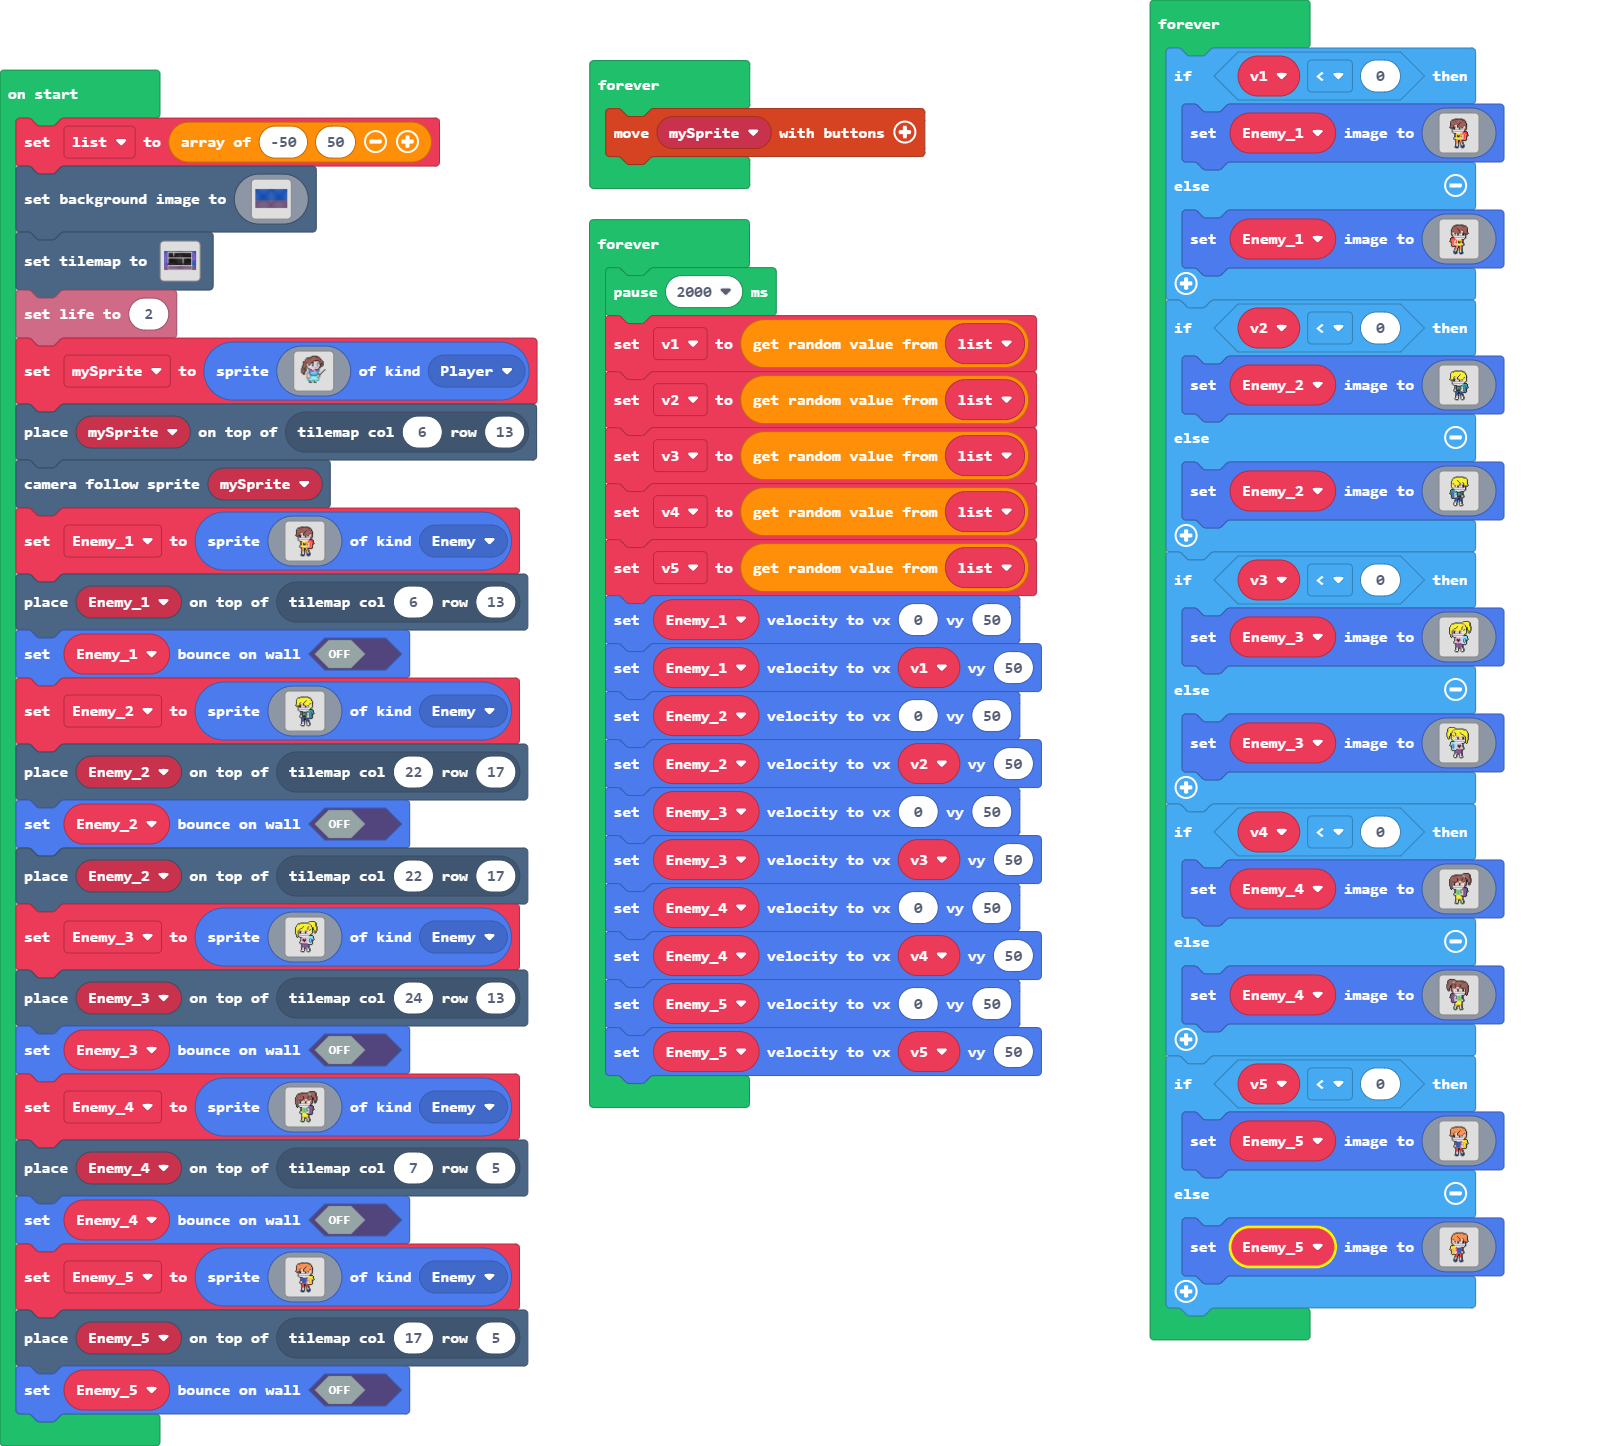 on start
set list to array of -50 50
set background image to
set tilemap to
set life to 2
set mySprite to sprite of kind Player
place mySprite on top of tilemap col 6 row 13
camera follow sprite mySprite
set Enemy_1 to sprite of kind Enemy
place Enemy_1 on top of tilemap col 6 row 13
set Enemy_1 bounce on wall OFF
set Enemy_2 to sprite of kind Enemy
place Enemy_2 on top of tilemap col 22 row 17
set Enemy_2 bounce on wall OFF
place Enemy_2 on top of tilemap col 22 row 17
set Enemy_3 to sprite of kind Enemy
place Enemy_3 on top of tilemap col 24 row 13
set Enemy_3 bounce on wall OFF
set Enemy_4 to sprite of kind Enemy
place Enemy_4 on top of tilemap col 7 row 5
set Enemy_4 bounce on wall OFF
set Enemy_5 to sprite of kind Enemy
place Enemy_5 on top of tilemap col 17 row 5
set Enemy_5 bounce on wall OFF
forever
move mySprite with buttons
forever
pause 2000 ms
set v1 to get random value from list
set v2 to get random value from list
set v3 to get random value from list
set v4 to get random value from list
set v5 to get random value from list
set Enemy_1 velocity to vx 0 vy 50
set Enemy_1 velocity to vx v1 vy 50
set Enemy_2 velocity to vx 0 vy 50
set Enemy_2 velocity to vx v2 vy 50
set Enemy_3 velocity to vx 0 vy 50
set Enemy_3 velocity to vx v3 vy 50
set Enemy_4 velocity to vx 0 vy 50
set Enemy_4 velocity to vx v4 vy 50
set Enemy_5 velocity to vx 0 vy 50
set Enemy_5 velocity to vx v5 vy 50
forever
if v1 < 0 then
set Enemy_1 image to
else
set Enemy_1 image to
if v2 < 0 then
set Enemy_2 image to
else
set Enemy_2 image to
if v3 < 0 then
set Enemy_3 image to
else
set Enemy_3 image to
if v4 < 0 then
set Enemy_4 image to
else
set Enemy_4 image to
if v5 < 0 then
set Enemy_5 image to
else
set Enemy_5 image to